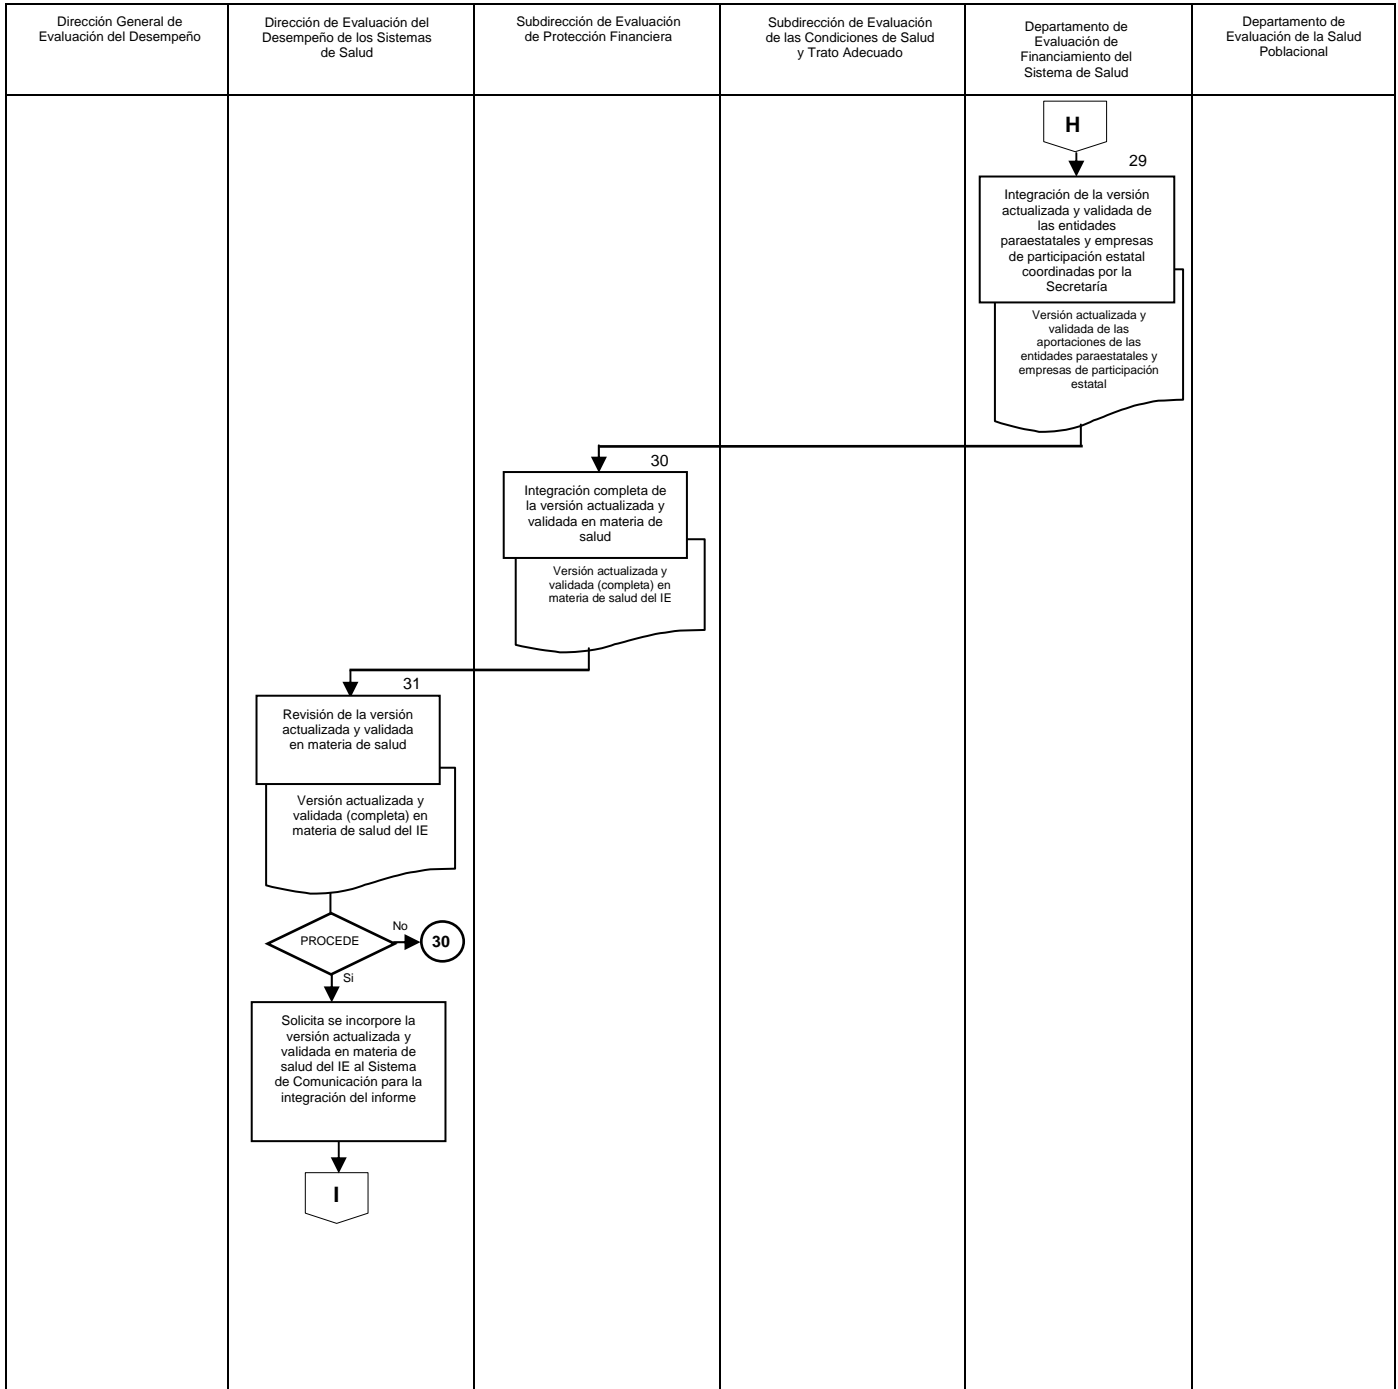 Dirección General de
Evaluación del Desempeño
Dirección de Evaluación del
Desempeño de los Sistemas
de Salud
Subdirección de Evaluación
de Protección Financiera
Subdirección de Evaluación
de las Condiciones de Salud
y Trato Adecuado
Departamento de
Evaluación de
Financiamiento del
Sistema de Salud
Departamento de
Evaluación de la Salud
Poblacional
H
29
Integración de la versión
actualizada y validada de
las entidades
paraestatales y empresas
de participación estatal
coordinadas por la
Secretaría
Versión actualizada y
validada de las
aportaciones de las
entidades paraestatales y
empresas de participación
estatal
30
Integración completa de
la versión actualizada y
validada en materia de
salud
Versión actualizada y
validada (completa) en
materia de salud del IE
31
Revisión de la versión
actualizada y validada
en materia de salud
Versión actualizada y
validada (completa) en
materia de salud del IE
PROCEDE
No
30
Si
Solicita se incorpore la
versión actualizada y
validada en materia de
salud del IE al Sistema
de Comunicación para la
integración del informe
I